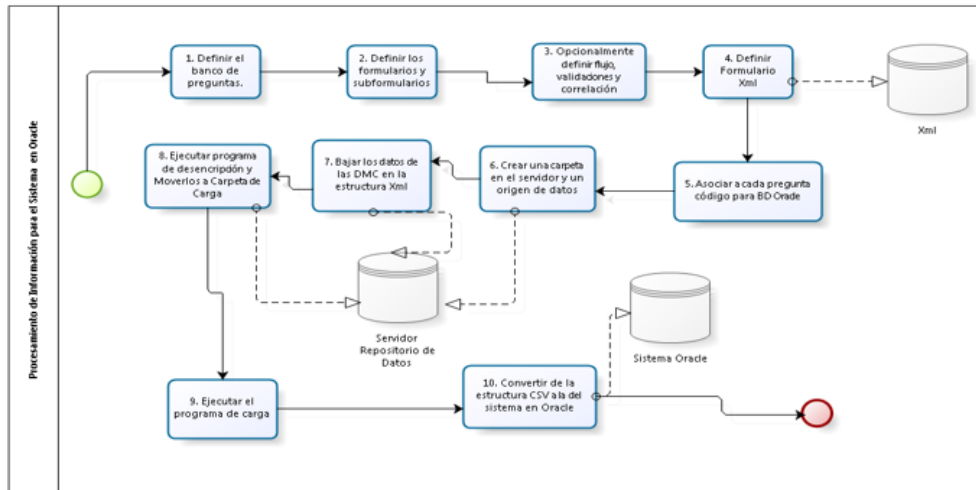 Procesamiento de Información para el Sistema en Oracle
1. Definir el
banco de
preguntas.
2. Definir los
formularios y
subformularios
3. Opcionalmente
definir flujo,
validaciones y
correlación
4. Definir
Formulario
Xml
Xml
8. Ejecutar programa
de desencripción y
Moverlos a Carpeta de
Carga
7. Bajar los datos de
las DMC en la
estructura Xml
6. Crear una carpeta
en el servidor y un
origen de datos
5. Asociar a cada pregunta
código para BD Oracle
Servidor
Repositorio de
Datos
Sistema Oracle
9. Ejecutar el
programa de carga
10. Convertir de la
estructura CSV a la del
sistema en Oracle